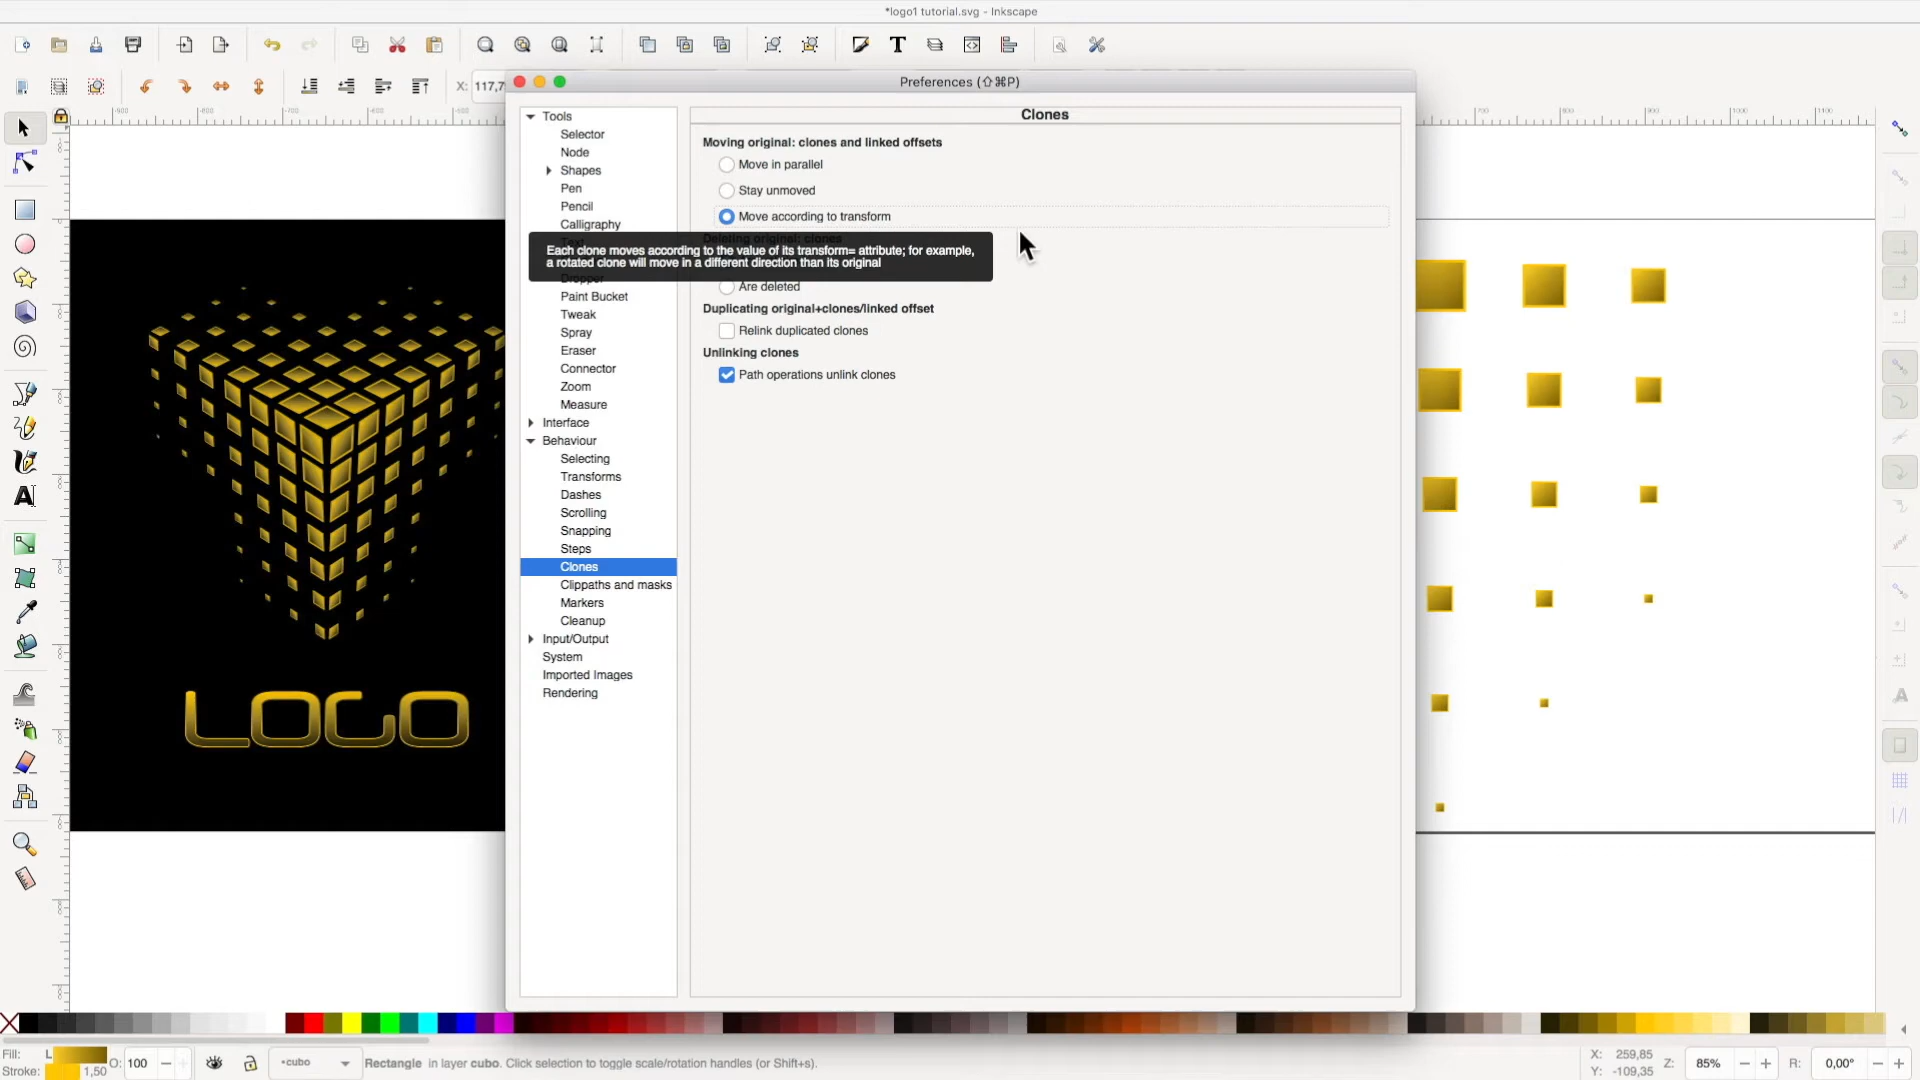 *logo1 tutorial.svg - Inkscape
X: 117,7
Preferences (⇧⌘P)
Tools
Selector
Node
Shapes
Pen
Pencil
Calligraphy
Dropper
Paint Bucket
Tweak
Spray
Eraser
Connector
Zoom
Measure
Interface
Behaviour
Selecting
Transforms
Dashes
Scrolling
Snapping
Steps
Clones
Clippaths and masks
Markers
Cleanup
Input/Output
System
Imported Images
Rendering
Clones
Moving original: clones and linked offsets
Move in parallel
Stay unmoved
Move according to transform
Deleting original: clones
Each clone moves according to the value of its transform= attribute; for example,
a rotated clone will move in a different direction than its original
Are deleted
Duplicating original+clones/linked offset
Relink duplicated clones
Unlinking clones
Path operations unlink clones
LOGO
Fill: L
Stroke: 1,50
O: 100
•cubo
Rectangle in layer cubo. Click selection to toggle scale/rotation handles (or Shift+s).
X: 259,85
Y: -109,35
Z: 85%
R: 0,00°